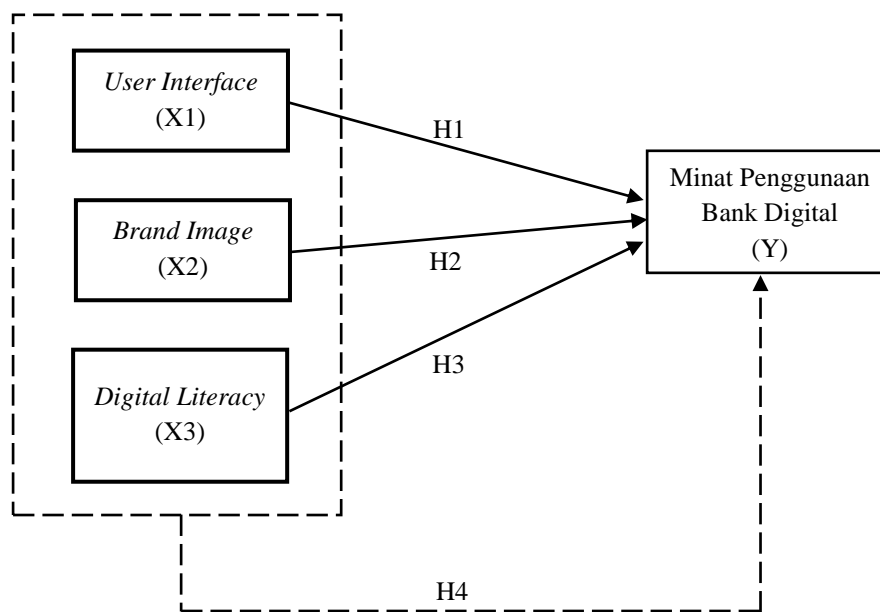 User Interface
(X1)
H1
Minat Penggunaan
Bank Digital
(Y)
Brand Image
(X2)
H2
H3
Digital Literacy
(X3)
H4